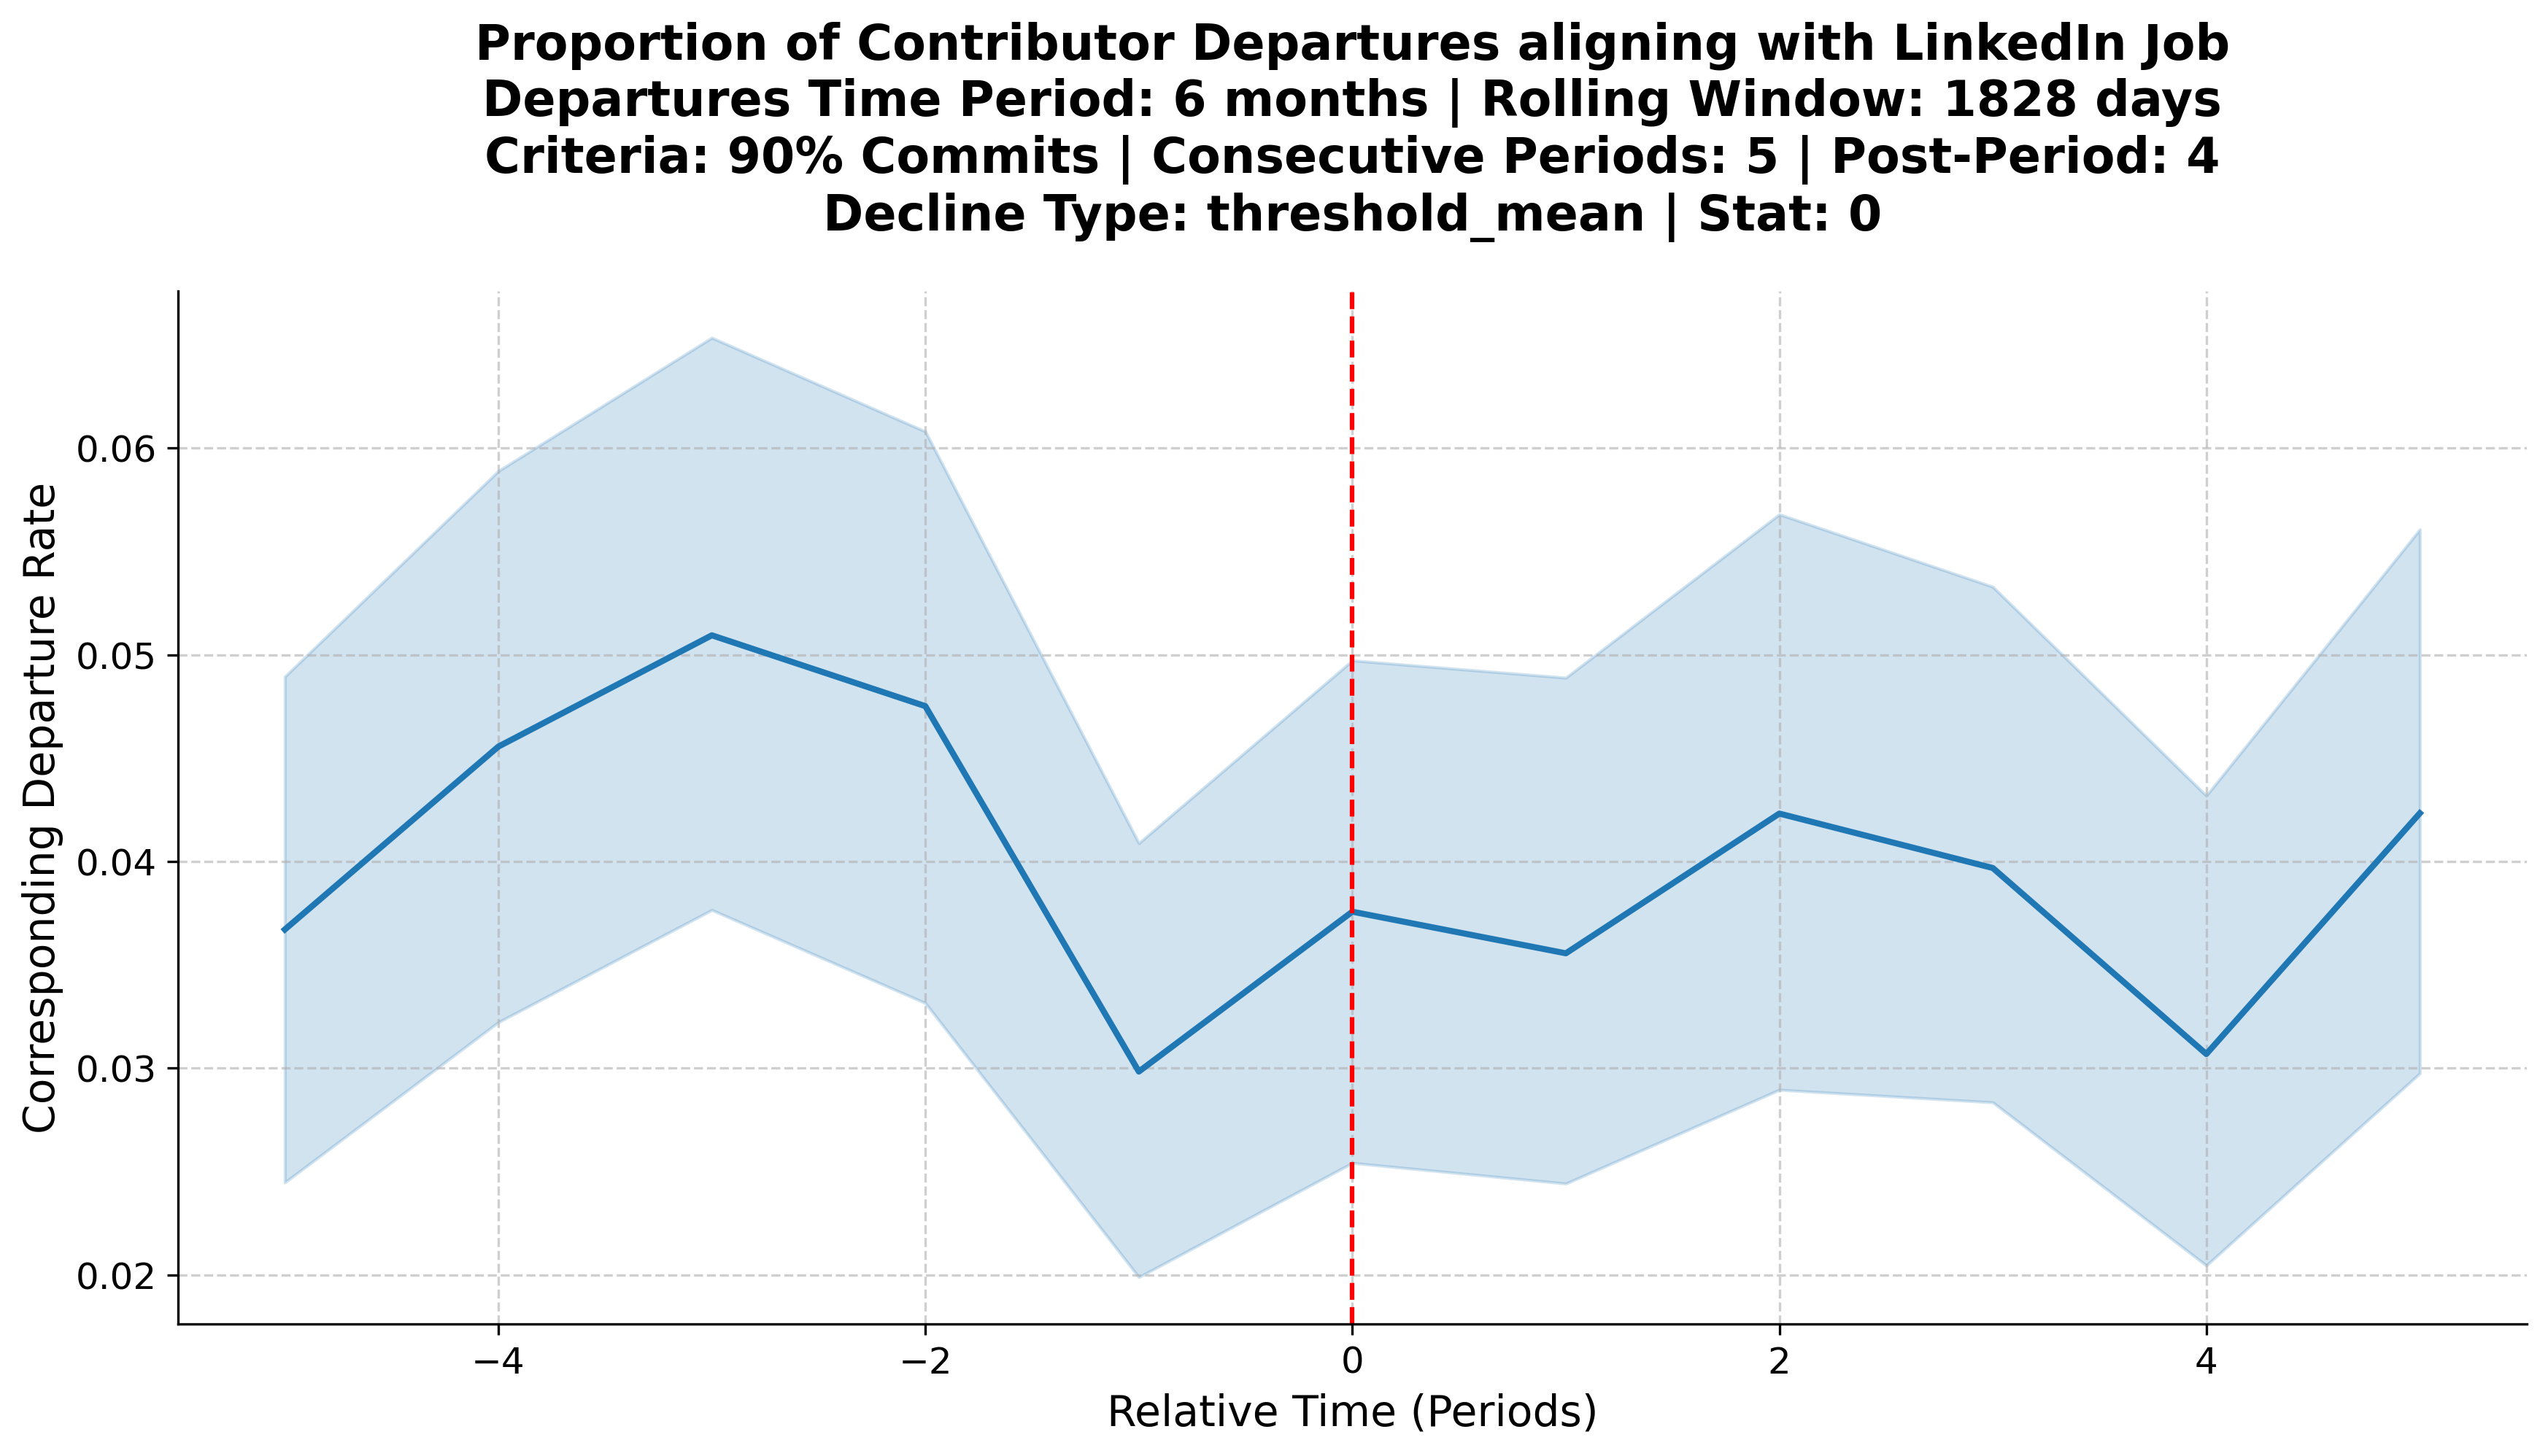 Proportion of Contributor Departures aligning with LinkedIn Job
Departures Time Period: 6 months | Rolling Window: 1828 days
Criteria: 90% Commits | Consecutive Periods: 5 | Post-Period: 4
Decline Type: threshold_mean | Stat: 0
Corresponding Departure Rate
0.06
0.05
0.04
0.03
0.02
−4
−2
0
2
4
Relative Time (Periods)